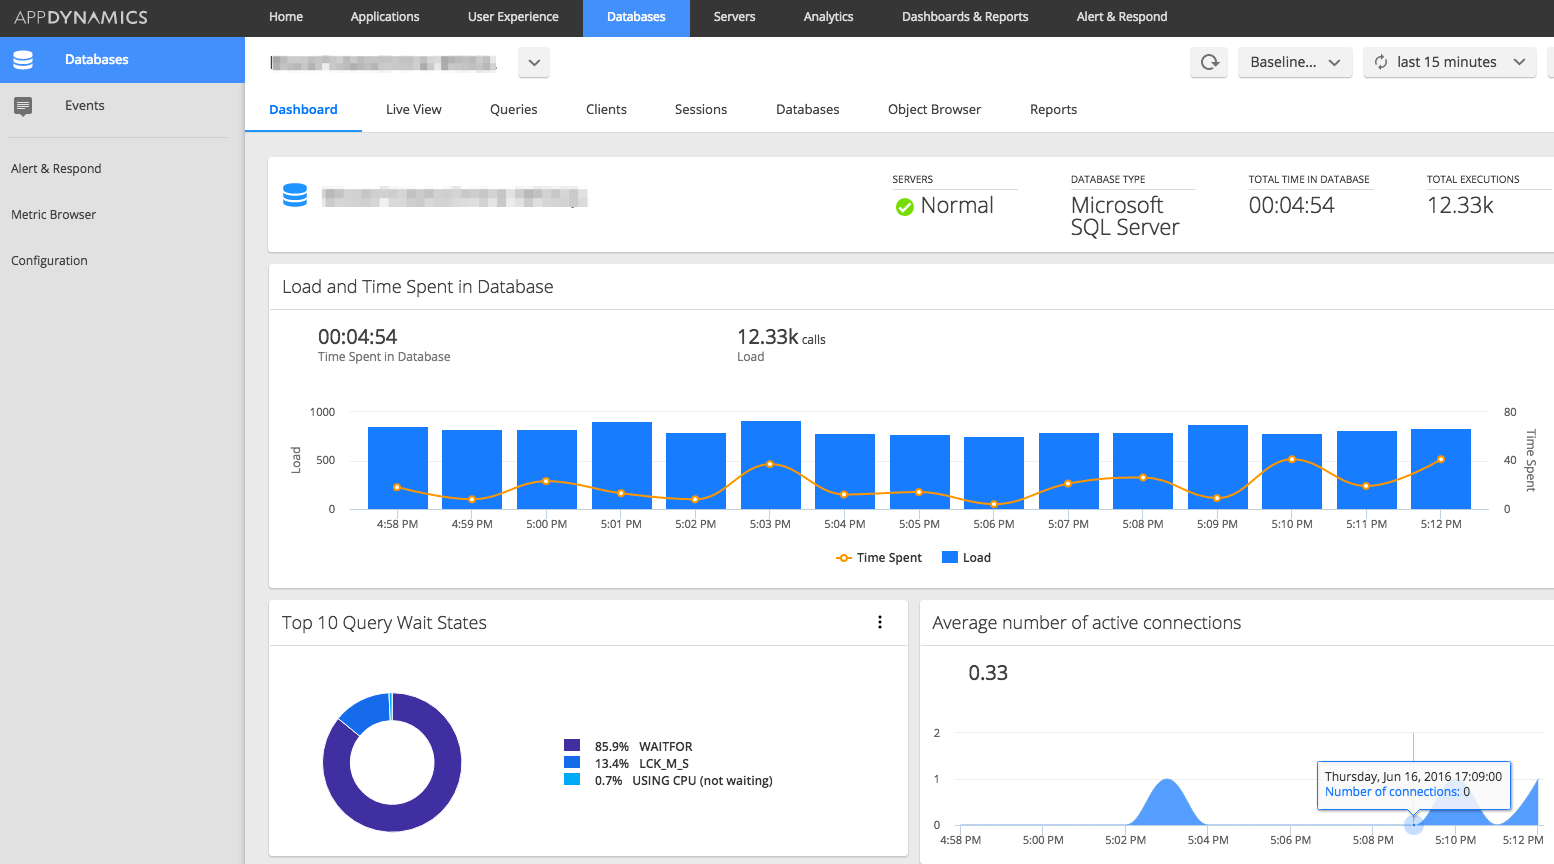 APPDYNAMICS
Home Applications User Experience Databases Servers Analytics Dashboards & Reports Alert & Respond
Databases
Events
Alert & Respond
Metric Browser
Configuration
Baseline... last 15 minutes
Dashboard Live View Queries Clients Sessions Databases Object Browser Reports
SERVERS DATABASE TYPE TOTAL TIME IN DATABASE TOTAL EXECUTIONS
Normal Microsoft 00:04:54 12.33k
SQL Server
Load and Time Spent in Database
00:04:54 12.33k calls
Time Spent in Database Load
1000 80
500 40
0 0
Load
Time Spent
4:58 PM 4:59 PM 5:00 PM 5:01 PM 5:02 PM 5:03 PM 5:04 PM 5:05 PM 5:06 PM 5:07 PM 5:08 PM 5:09 PM 5:10 PM 5:11 PM 5:12 PM
Time Spent Load
Top 10 Query Wait States
85.9% WAITFOR
13.4% LCK_M_S
0.7% USING CPU (not waiting)
Average number of active connections
0.33
2
1
0
Thursday, Jun 16, 2016 17:09:00
Number of connections: 0
4:58 PM 5:00 PM 5:02 PM 5:04 PM 5:06 PM 5:08 PM 5:10 PM 5:12 PM